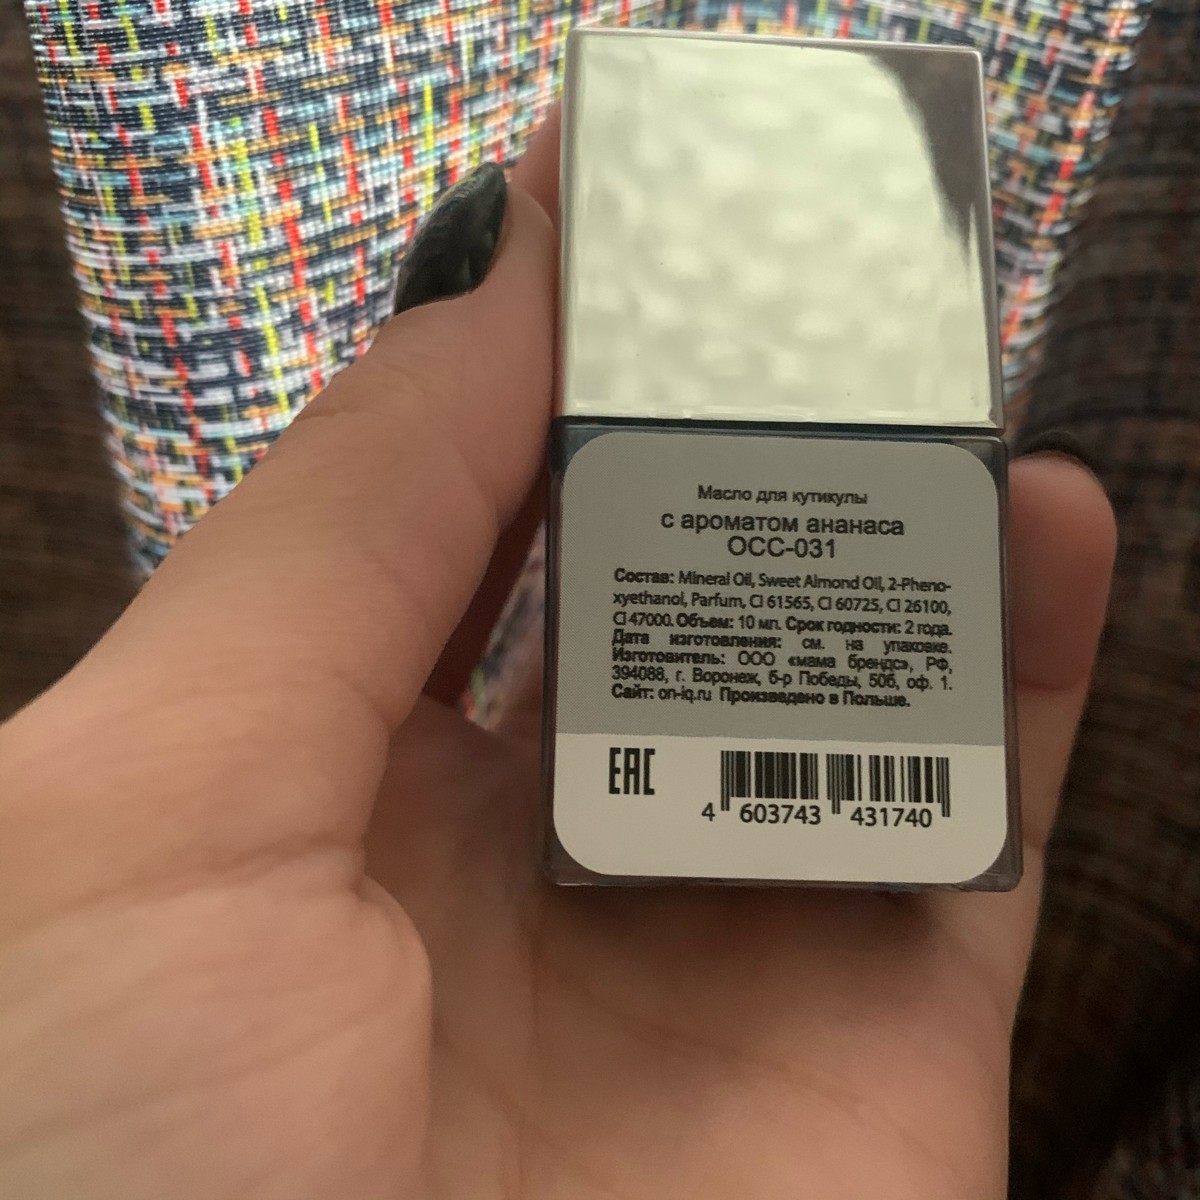 Масло для кутикулы
с ароматом ананаса
OCC-031
Состав: Mineral Oil, Sweet Almond Oil, 2-Pheno-
xyethanol, Parfum, CI 61565, CI 60725, CI 26100,
CI 47000. Объем: 10 мл. Срок годности: 2 года.
Дата изготовления: см. на упаковке.
Изготовитель: ООО «мама брендс», РФ,
394088, г. Воронеж, б-р Победы, 50б, оф. 1.
Сайт: on-iq.ru Произведено в Польше.
EAC
4 603743 431740